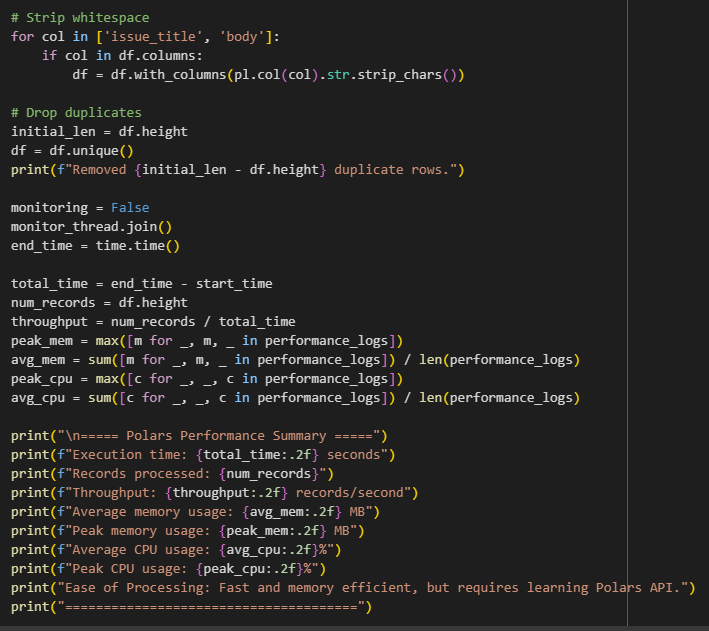 # Strip whitespace
for col in ['issue_title', 'body']:
    if col in df.columns:
        df = df.with_columns(pl.col(col).str.strip_chars())

# Drop duplicates
initial_len = df.height
df = df.unique()
print(f"Removed {initial_len - df.height} duplicate rows.")

monitoring = False
monitor_thread.join()
end_time = time.time()

total_time = end_time - start_time
num_records = df.height
throughput = num_records / total_time
peak_mem = max([m for _, m, _ in performance_logs])
avg_mem = sum([m for _, m, _ in performance_logs]) / len(performance_logs)
peak_cpu = max([c for _, _, c in performance_logs])
avg_cpu = sum([c for _, _, c in performance_logs]) / len(performance_logs)

print("\n===== Polars Performance Summary =====")
print(f"Execution time: {total_time:.2f} seconds")
print(f"Records processed: {num_records}")
print(f"Throughput: {throughput:.2f} records/second")
print(f"Average memory usage: {avg_mem:.2f} MB")
print(f"Peak memory usage: {peak_mem:.2f} MB")
print(f"Average CPU usage: {avg_cpu:.2f}%")
print(f"Peak CPU usage: {peak_cpu:.2f}%")
print("Ease of Processing: Fast and memory efficient, but requires learning Polars API.")
print("======================================")